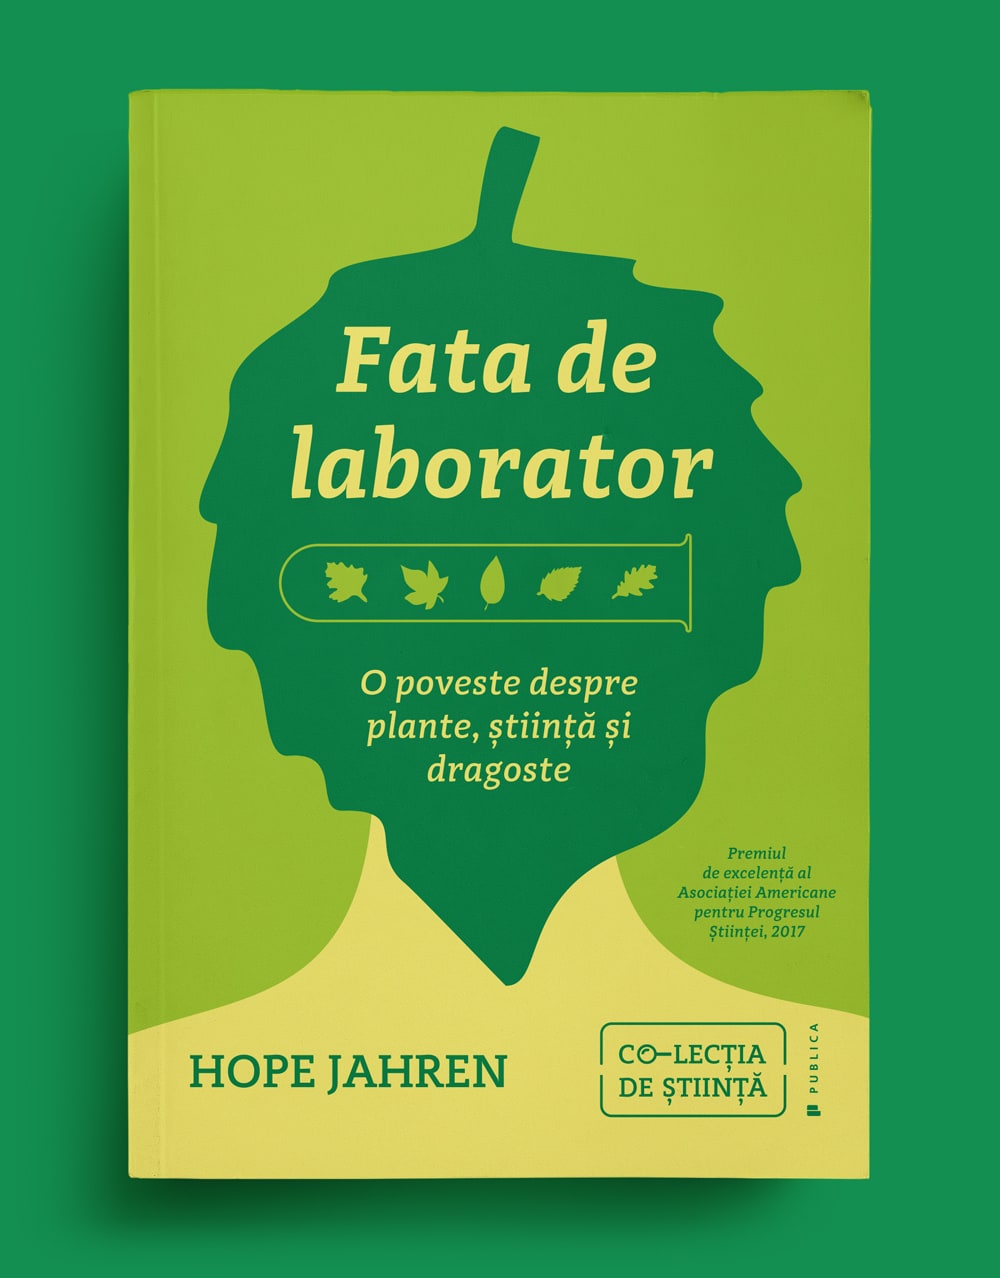 Fata de
laborator
O poveste despre
plante, știință și
dragoste
Premiul
de excelență al
Asociației Americane
pentru Progresul
Științei, 2017
HOPE JAHREN
CO-LECȚIA
DE ȘTIINȚĂ
PUBLICA